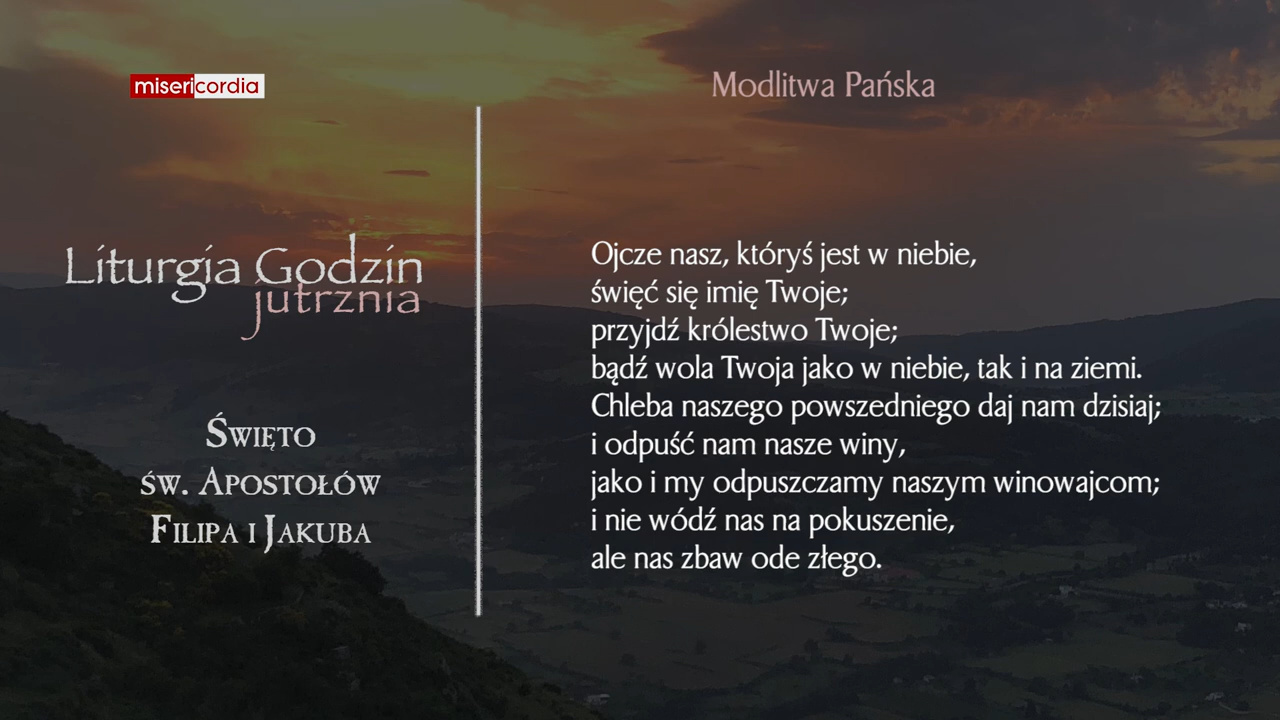 misericordia
Liturgia Godzin
jutrznia
Święto
św. Apostołów
Filipa i Jakuba
Modlitwa Pańska
Ojcze nasz, któryś jest w niebie,
święć się imię Twoje;
przyjdź królestwo Twoje;
bądź wola Twoja jako w niebie, tak i na ziemi.
Chleba naszego powszedniego daj nam dzisiaj;
i odpuść nam nasze winy,
jako i my odpuszczamy naszym winowajcom;
i nie wódź nas na pokuszenie,
ale nas zbaw ode złego.